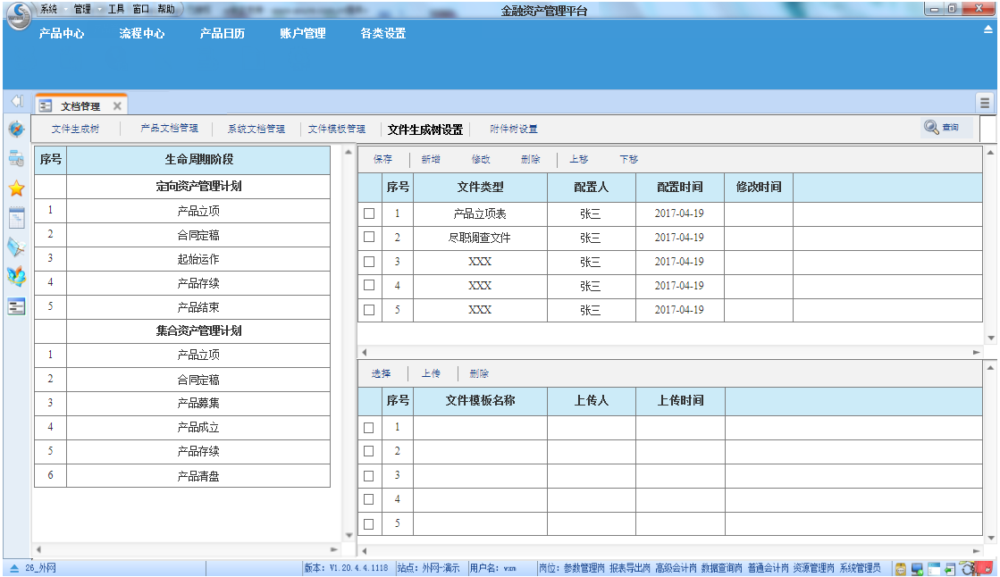 系统 管理 工具 窗口 帮助 金融资产管理平台
产品中心 流程中心 产品日历 账户管理 各类设置
文档管理
文件生成树 产品文档管理 系统文档管理 文件模板管理 文件生成树设置 附件树设置 查询
序号 生命周期阶段
定向资产管理计划
1 产品立项
2 合同定稿
3 起始运作
4 产品存续
5 产品结束
集合资产管理计划
1 产品立项
2 合同定稿
3 产品募集
4 产品成立
5 产品存续
6 产品清盘
保存 新增 修改 删除 上移 下移
序号 文件类型 配置人 配置时间 修改时间
1 产品立项表 张三 2017-04-19
2 尽职调查文件 张三 2017-04-19
3 XXX 张三 2017-04-19
4 XXX 张三 2017-04-19
5 XXX 张三 2017-04-19
选择 上传 删除
序号 文件模板名称 上传人 上传时间
1
2
3
4
5
26_外网 版本：V1.20.4.4.1118 站点：外网-演示 用户名：wxm 岗位：参数管理岗 报表导出岗 高级会计岗 数据查询岗 普通会计岗 资源管理岗 系统管理员